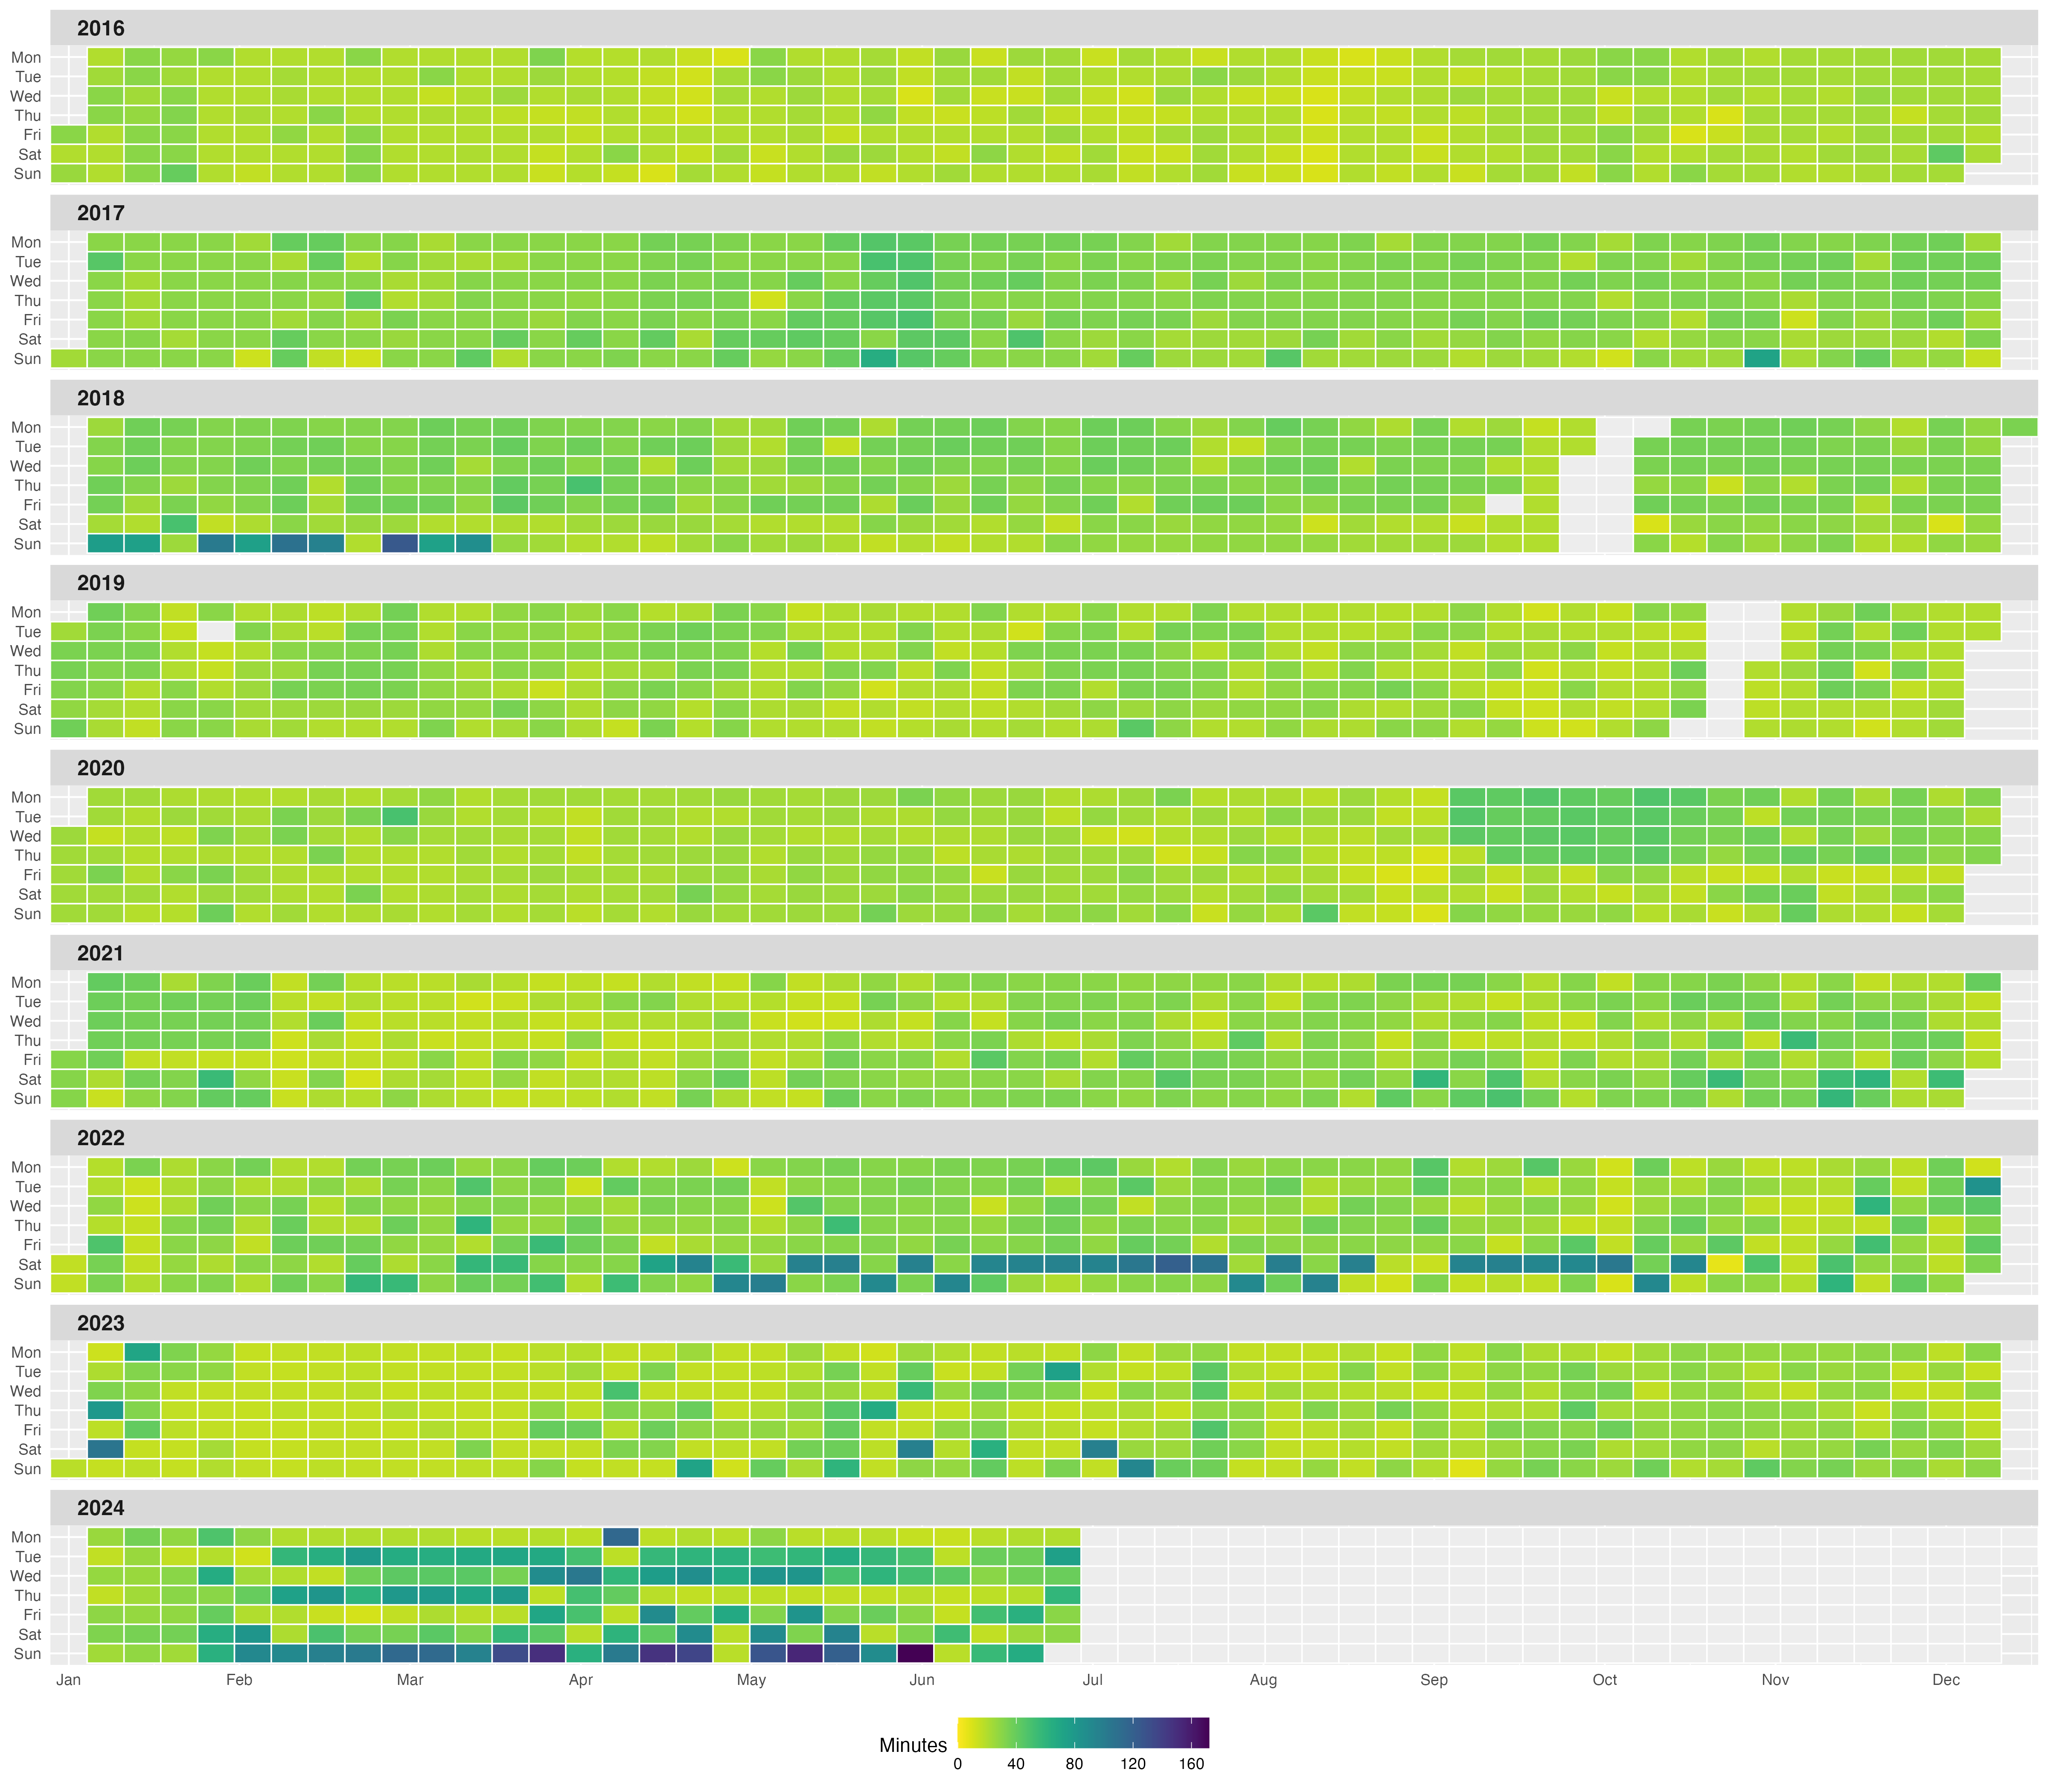 2016
Mon
Tue
Wed
Thu
Fri
Sat
Sun
2017
Mon
Tue
Wed
Thu
Fri
Sat
Sun
2018
Mon
Tue
Wed
Thu
Fri
Sat
Sun
2019
Mon
Tue
Wed
Thu
Fri
Sat
Sun
2020
Mon
Tue
Wed
Thu
Fri
Sat
Sun
2021
Mon
Tue
Wed
Thu
Fri
Sat
Sun
2022
Mon
Tue
Wed
Thu
Fri
Sat
Sun
2023
Mon
Tue
Wed
Thu
Fri
Sat
Sun
2024
Mon
Tue
Wed
Thu
Fri
Sat
Sun
Jan Feb Mar Apr May Jun Jul Aug Sep Oct Nov Dec
Minutes
0 40 80 120 160